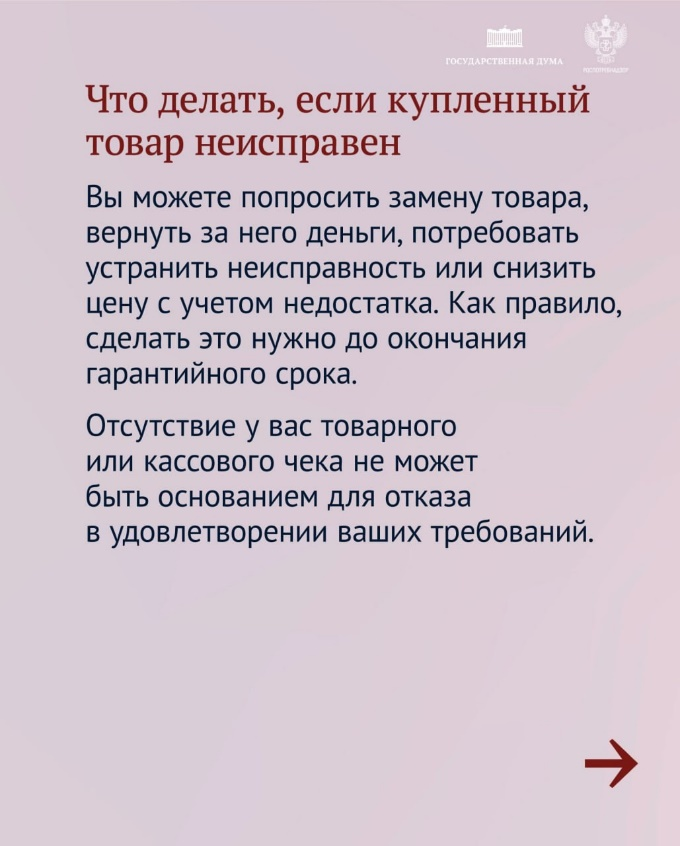 ГОСУДАРСТВЕННАЯ ДУМА
РОСПОТРЕБНАДЗОР
Что делать, если купленный
товар неисправен
Вы можете попросить замену товара,
вернуть за него деньги, потребовать
устранить неисправность или снизить
цену с учетом недостатка. Как правило,
сделать это нужно до окончания
гарантийного срока.
Отсутствие у вас товарного
или кассового чека не может
быть основанием для отказа
в удовлетворении ваших требований.